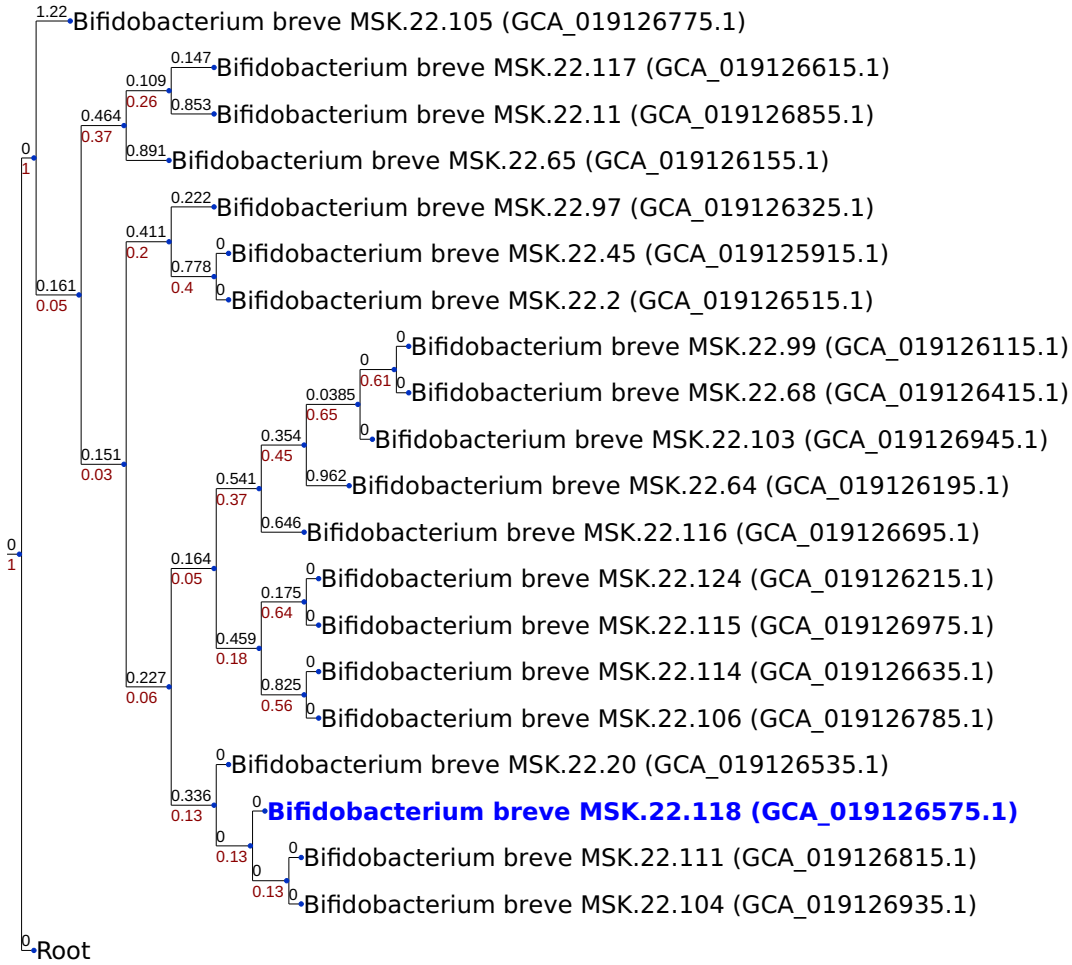 1.22 Bifidobacterium breve MSK.22.105 (GCA_019126775.1)
0.147 Bifidobacterium breve MSK.22.117 (GCA_019126615.1)
0.109
0.26
0.853 Bifidobacterium breve MSK.22.11 (GCA_019126855.1)
0.464
0.37
0.891 Bifidobacterium breve MSK.22.65 (GCA_019126155.1)
0
1
0.222 Bifidobacterium breve MSK.22.97 (GCA_019126325.1)
0.411
0.2
0 Bifidobacterium breve MSK.22.45 (GCA_019125915.1)
0.778
0.4
0 Bifidobacterium breve MSK.22.2 (GCA_019126515.1)
0.161
0.05
0 Bifidobacterium breve MSK.22.99 (GCA_019126115.1)
0
0.61
0 Bifidobacterium breve MSK.22.68 (GCA_019126415.1)
0.0385
0.65
0 Bifidobacterium breve MSK.22.103 (GCA_019126945.1)
0.354
0.45
0.962 Bifidobacterium breve MSK.22.64 (GCA_019126195.1)
0.151
0.03
0.541
0.37
0.646 Bifidobacterium breve MSK.22.116 (GCA_019126695.1)
0
1
0.164
0.05
0 Bifidobacterium breve MSK.22.124 (GCA_019126215.1)
0.175
0.64
0 Bifidobacterium breve MSK.22.115 (GCA_019126975.1)
0.459
0.18
0 Bifidobacterium breve MSK.22.114 (GCA_019126635.1)
0.825
0.56
0 Bifidobacterium breve MSK.22.106 (GCA_019126785.1)
0.227
0.06
0 Bifidobacterium breve MSK.22.20 (GCA_019126535.1)
0.336
0.13
0 Bifidobacterium breve MSK.22.118 (GCA_019126575.1)
0
0.13
0 Bifidobacterium breve MSK.22.111 (GCA_019126815.1)
0
0.13
0 Bifidobacterium breve MSK.22.104 (GCA_019126935.1)
0 Root